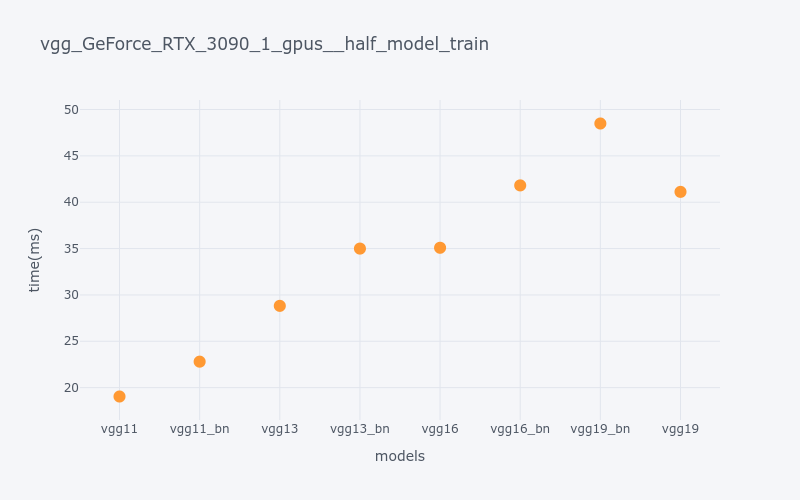 vgg_GeForce_RTX_3090_1_gpus__half_model_train
50
45
40
35
30
25
20
time(ms)
vgg11 vgg11_bn vgg13 vgg13_bn vgg16 vgg16_bn vgg19_bn vgg19
models